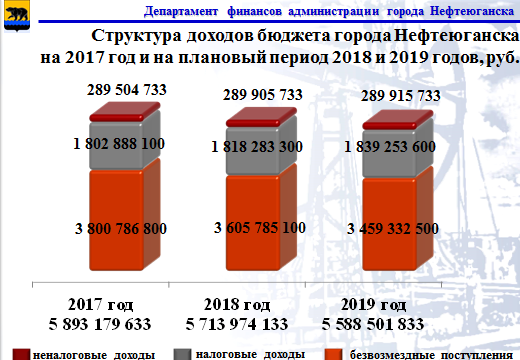 Департамент финансов администрации города Нефтеюганска
Структура доходов бюджета города Нефтеюганска
на 2017 год и на плановый период 2018 и 2019 годов, руб.
289 504 733 289 905 733 289 915 733
1 802 888 100 1 818 283 300 1 839 253 600
3 800 786 800 3 605 785 100 3 459 332 500
2017 год 2018 год 2019 год
5 893 179 633 5 713 974 133 5 588 501 833
неналоговые доходы налоговые доходы безвозмездные поступления